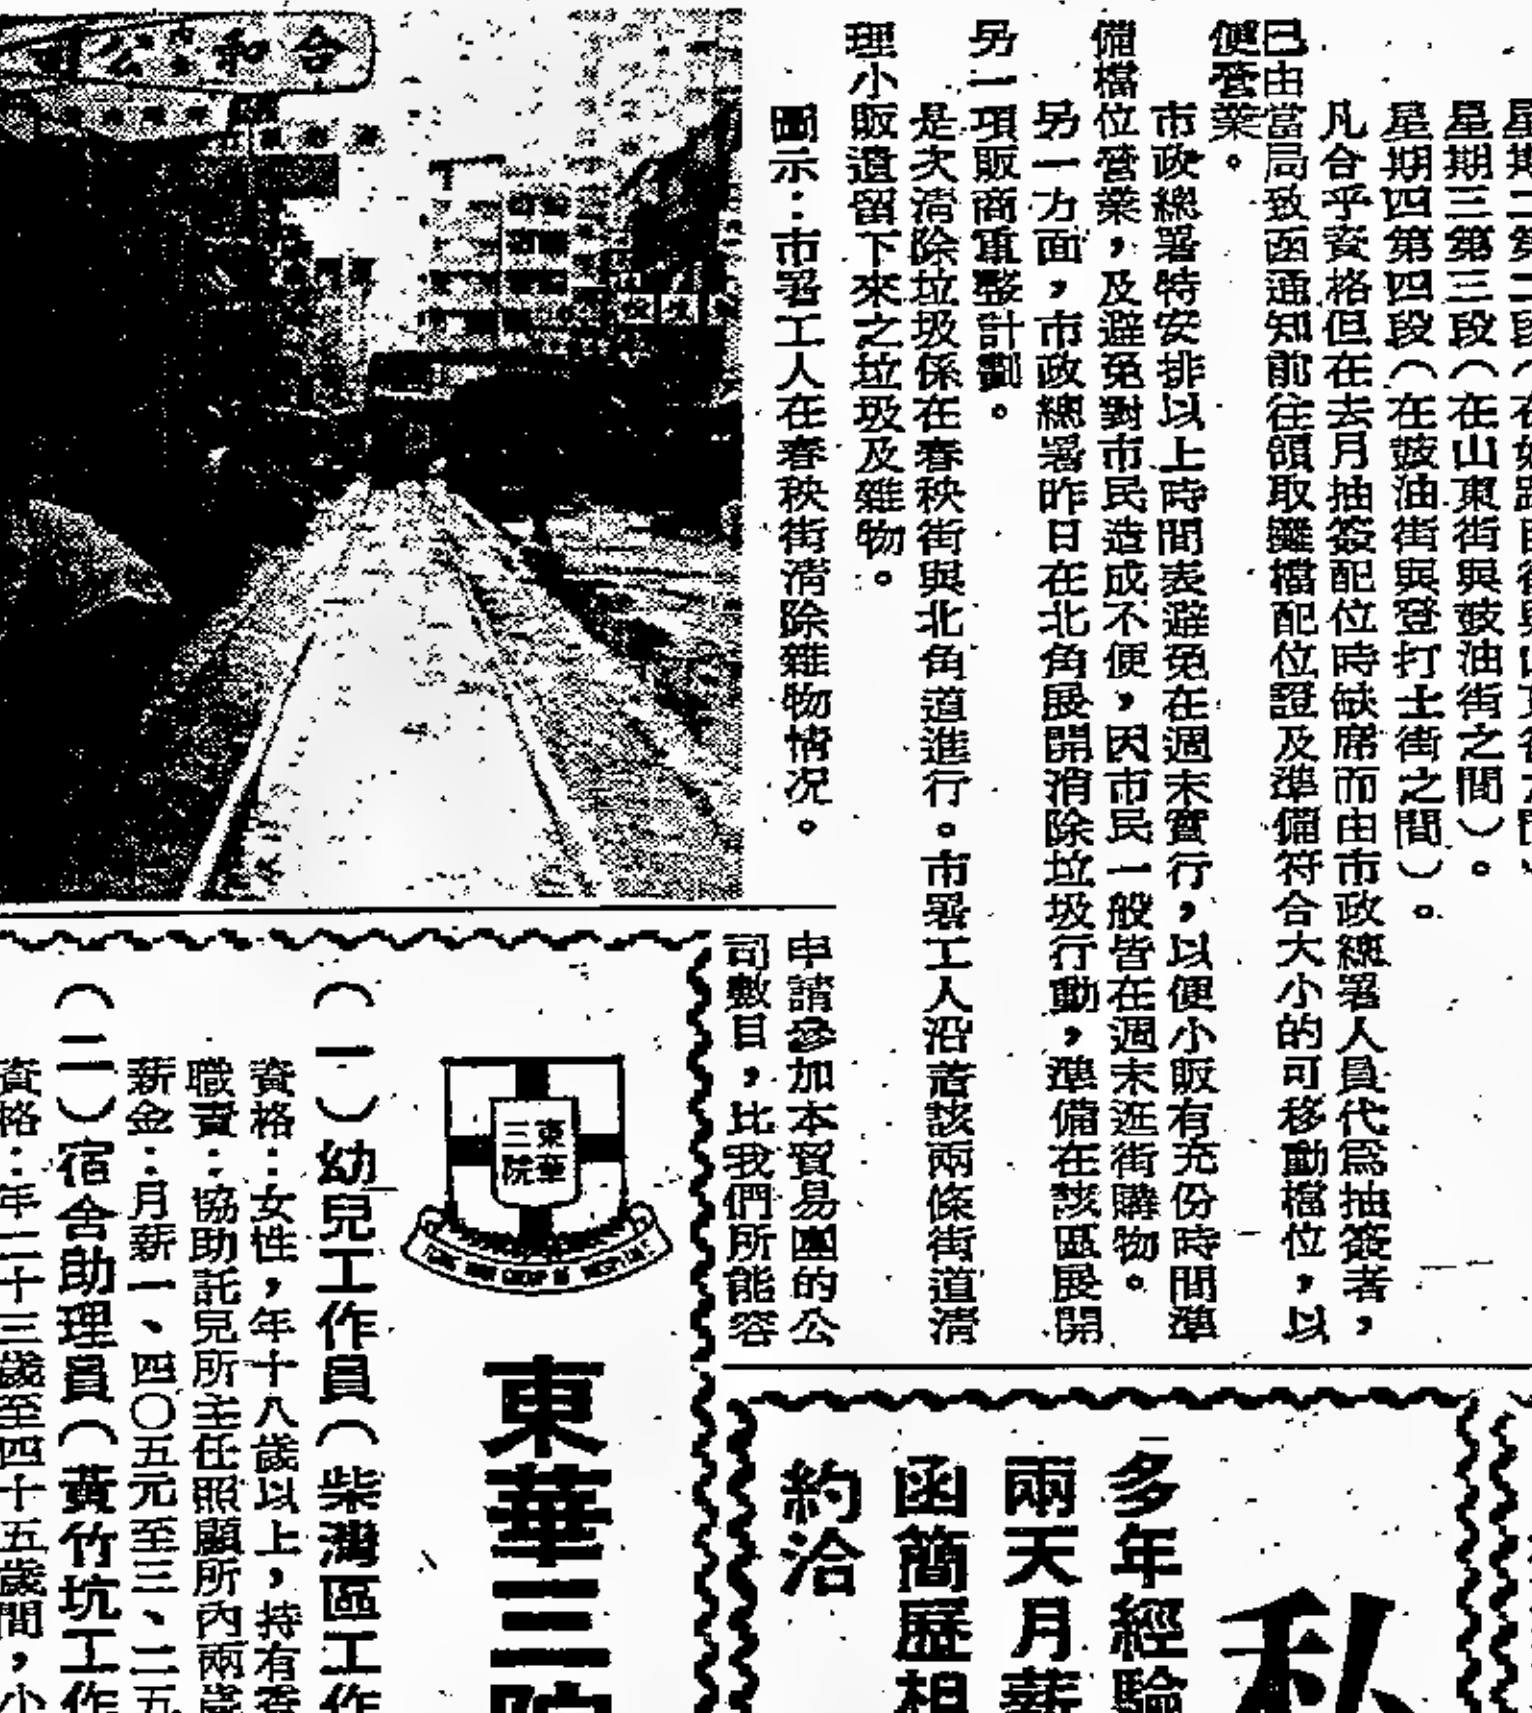 星期三第三段（在山東街與豉油街之間）。
星期四第四段（在豉油街與登打士街之間）。
凡合乎資格但在去月抽簽配位時缺席而由市政總署人員代為抽簽者，
已由當局致函通知前往領取攤檔配位證及準備符合大小的可移動檔位，以
便營業。
市政總署特安排以上時間表避免在週末實行，以便小販有充份時間準
備檔位營業，及避免對市民造成不便，因市民一般皆在週末逛街購物。
另一方面，市政總署昨日在北角展開消除垃圾行動，準備在該區展開
另一項販商重整計劃。
是次清除垃圾係在春秧街與北角道進行。市署工人沿着該兩條街道清
理小販遺留下來之垃圾及雜物。
圖示：市署工人在春秧街清除雜物情况。
台和
公司
申請參加本貿易團的公
司數目，比我們所能容
東華
三院
東華三院
（一）幼兒工作員（柴灣區工作
資格：女性，年十八歲以上，持有香
職責：協助託兒所主任照顧所內兩歲
薪金：月薪一、四〇五元至三、二五
（二）宿舍助理員（黃竹坑工作
資格：年二十三歲至四十五歲間，小
私
多年經驗
兩天月薪
函簡歷相
約洽